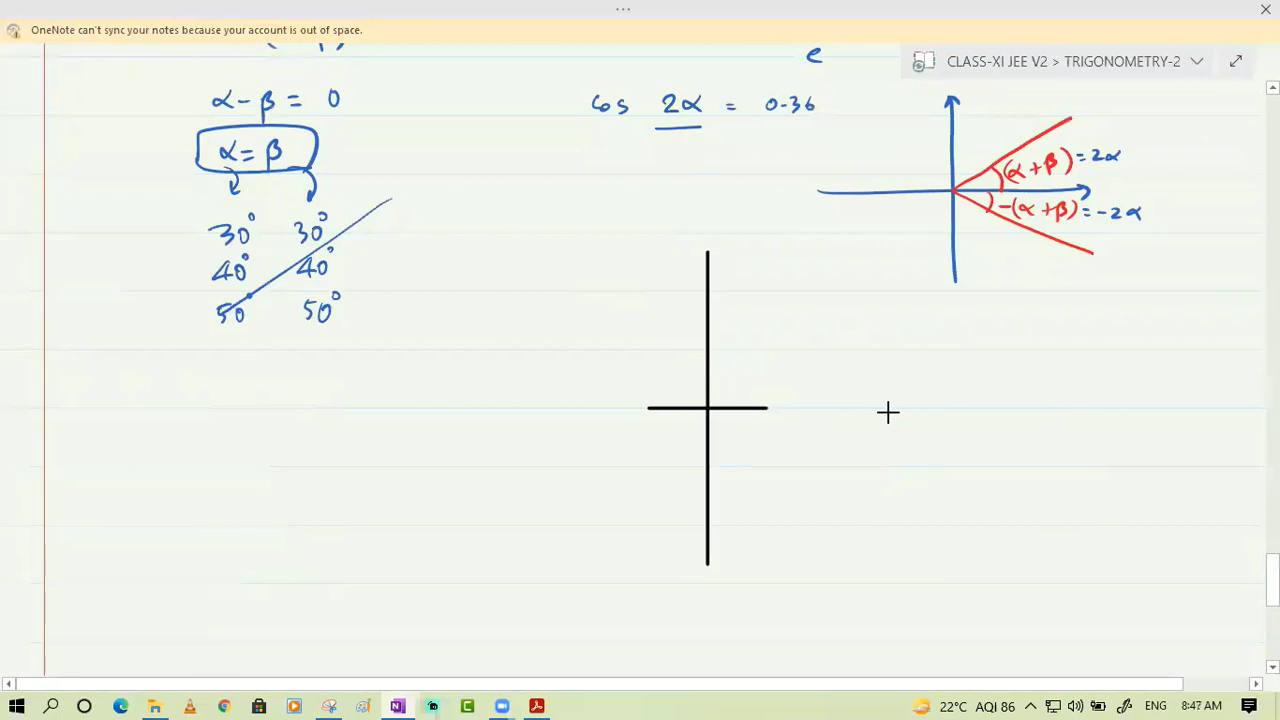 OneNote can't sync your notes because your account is out of space.
CLASS-XI JEE V2 > TRIGONOMETRY-2
e
α - β = 0
α = β
30° 30°
40° 40°
50 50°
Cos 2α = 0.36
(α+β) = 2α
-(α+β) = -2α
22°C AQI 86
ENG
8:47 AM